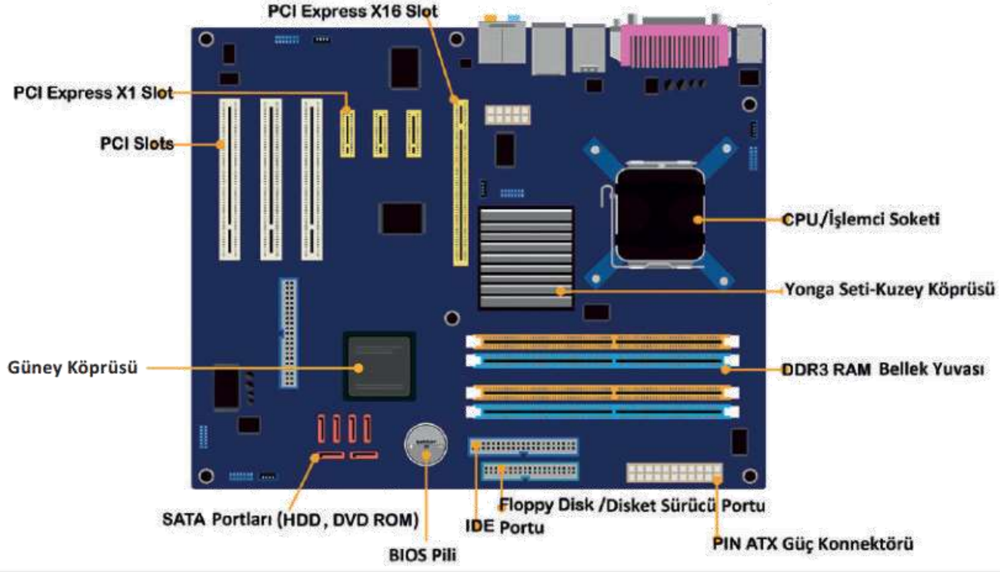 PCI Express X16 Slot
PCI Express X1 Slot
PCI Slots
CPU/İşlemci Soketi
Yonga Seti-Kuzey Köprüsü
Güney Köprüsü
DDR3 RAM Bellek Yuvası
Floppy Disk /Disket Sürücü Portu
SATA Portları (HDD, DVD ROM)
IDE Portu
PIN ATX Güç Konnektörü
BIOS Pili